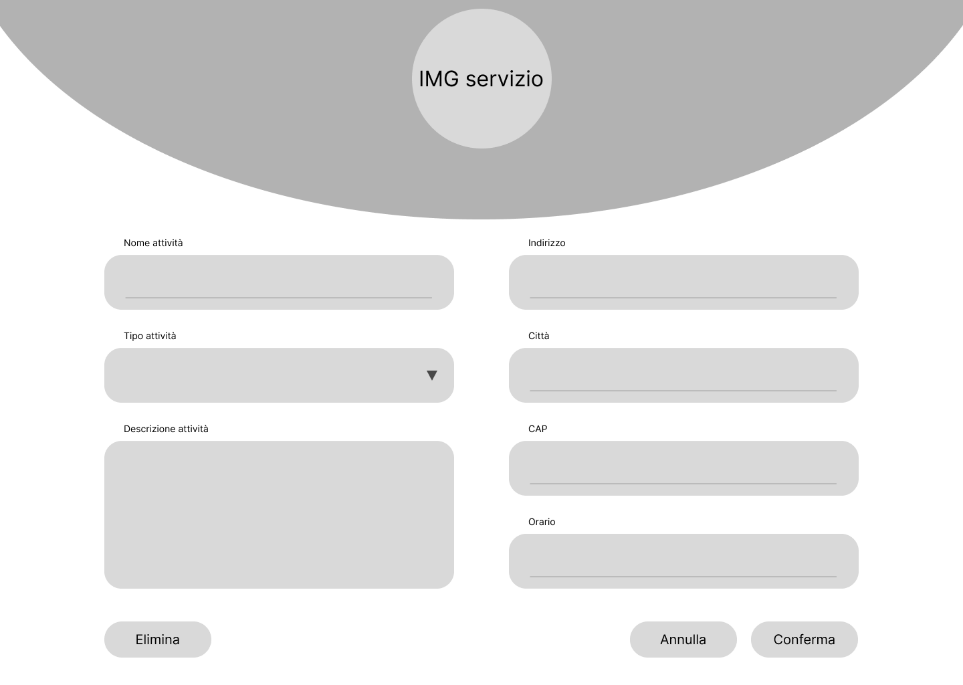 IMG servizio
Nome attività
Indirizzo
Tipo attività
Città
Descrizione attività
CAP
Orario
Elimina
Annulla
Conferma